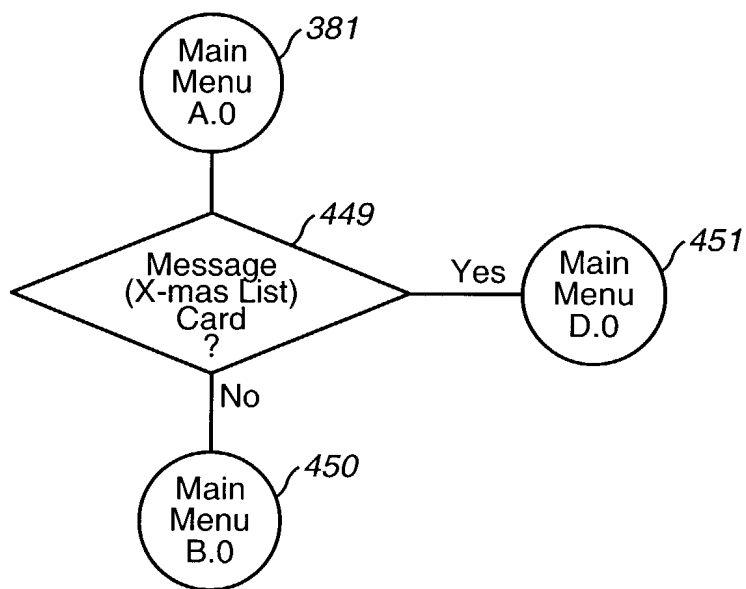 381
Main
Menu
A.0
449
Message
(X-mas List)
Card
?
Yes
451
Main
Menu
D.0
No
450
Main
Menu
B.0